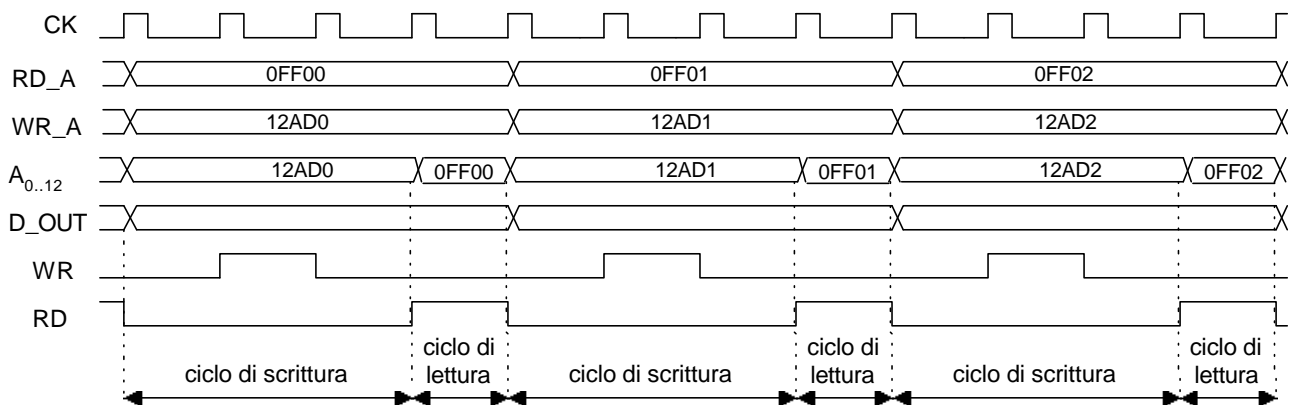 CK
RD_A 0FF00 0FF01 0FF02
WR_A 12AD0 12AD1 12AD2
A0..12 12AD0 0FF00 12AD1 0FF01 12AD2 0FF02
D_OUT
WR
RD
ciclo di scrittura ciclo di lettura ciclo di scrittura ciclo di lettura ciclo di scrittura ciclo di lettura